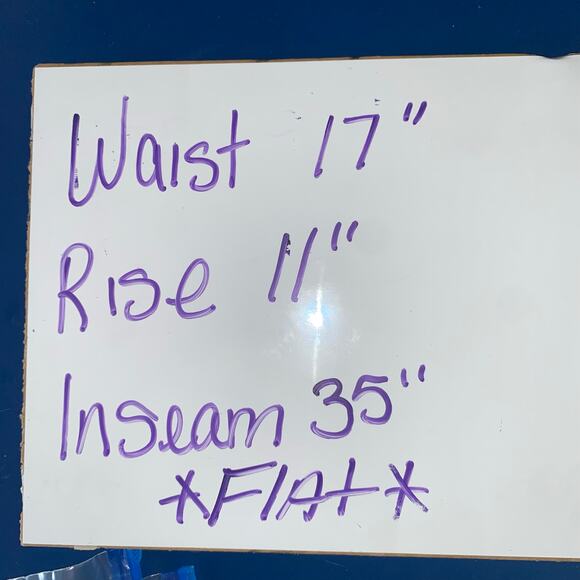 Waist 17"
Rise 11"
Inseam 35"
*Flat*